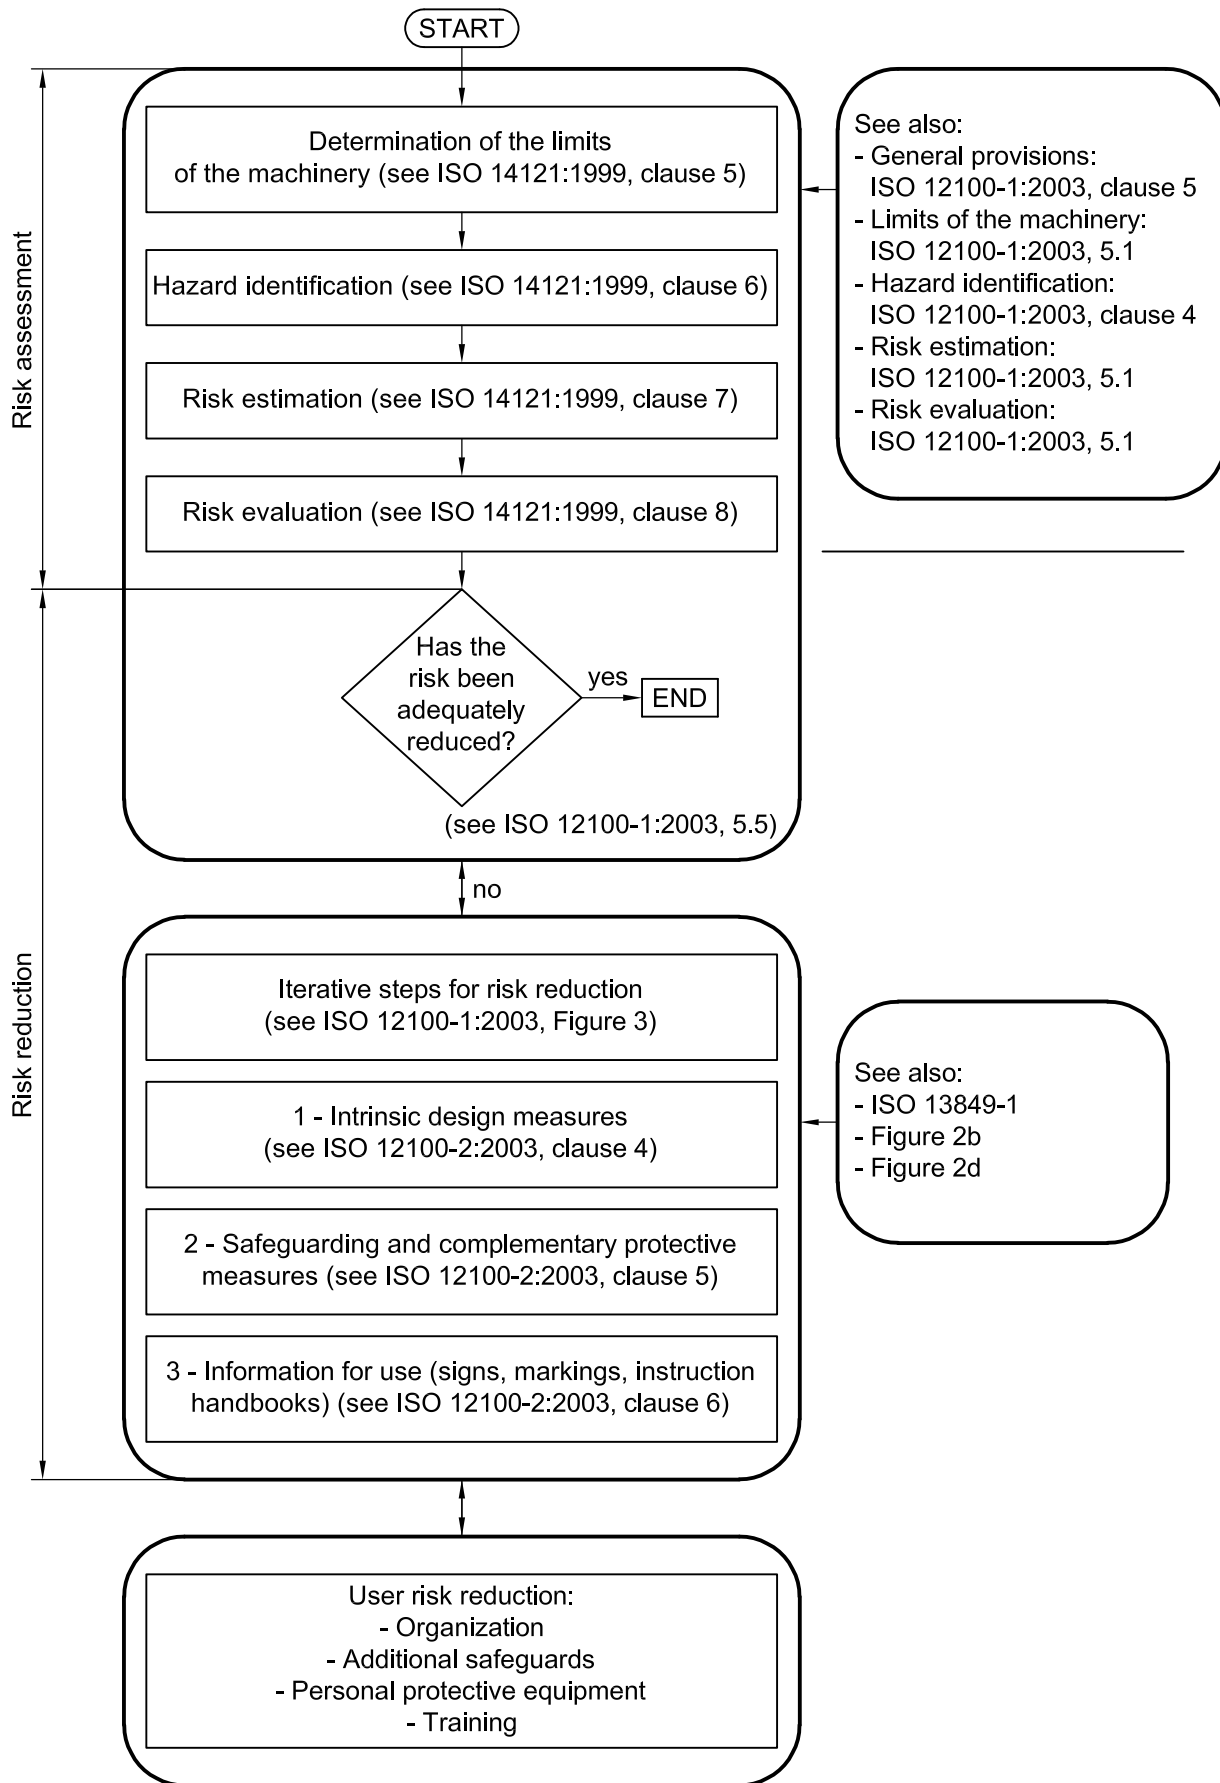 START
Risk assessment
Determination of the limits
of the machinery (see ISO 14121:1999, clause 5)
Hazard identification (see ISO 14121:1999, clause 6)
Risk estimation (see ISO 14121:1999, clause 7)
Risk evaluation (see ISO 14121:1999, clause 8)
See also:
- General provisions:
ISO 12100-1:2003, clause 5
- Limits of the machinery:
ISO 12100-1:2003, 5.1
- Hazard identification:
ISO 12100-1:2003, clause 4
- Risk estimation:
ISO 12100-1:2003, 5.1
- Risk evaluation:
ISO 12100-1:2003, 5.1
Has the
risk been
adequately
reduced?
yes
END
(see ISO 12100-1:2003, 5.5)
no
Risk reduction
Iterative steps for risk reduction
(see ISO 12100-1:2003, Figure 3)
1 - Intrinsic design measures
(see ISO 12100-2:2003, clause 4)
2 - Safeguarding and complementary protective
measures (see ISO 12100-2:2003, clause 5)
3 - Information for use (signs, markings, instruction
handbooks) (see ISO 12100-2:2003, clause 6)
See also:
- ISO 13849-1
- Figure 2b
- Figure 2d
User risk reduction:
- Organization
- Additional safeguards
- Personal protective equipment
- Training